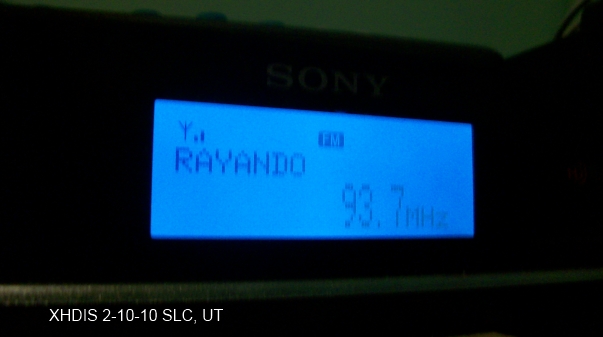 SONY
FM
RAYANDO
93.7MHz
XHDIS 2-10-10 SLC, UT